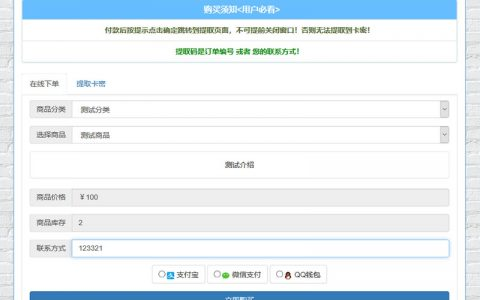 购买须知<用户必看>
付款后按提示点击确定跳转到提取页面，不可提前关闭窗口！否则无法提取到卡密！
提取码是订单编号 或者 您的联系方式！
在线下单 提取卡密
商品分类 测试分类
选择商品 测试商品
测试介绍
商品价格 ￥100
商品库存 2
联系方式 123321
支付宝 微信支付 QQ钱包
立即购买